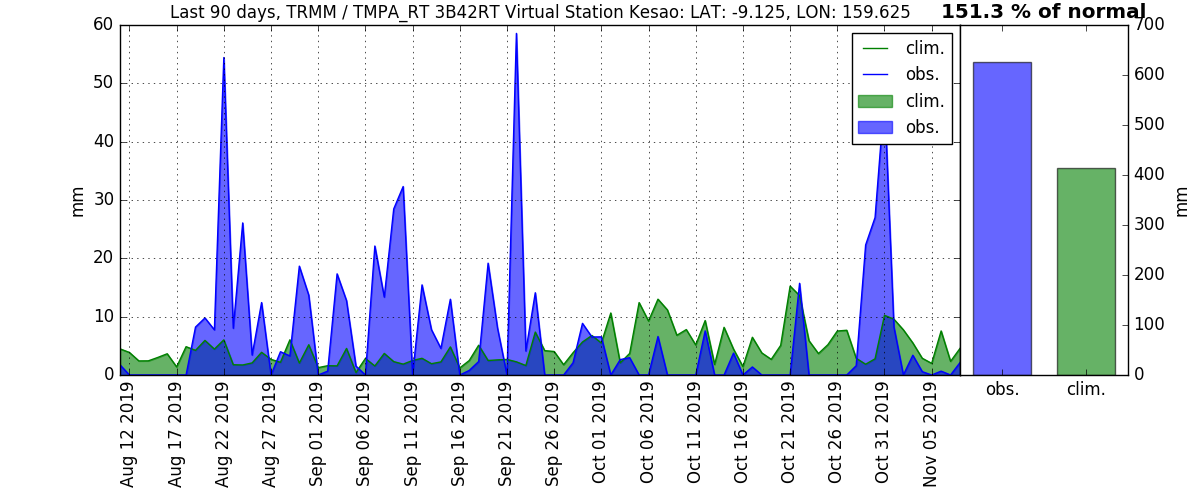 Last 90 days, TRMM / TMPA_RT 3B42RT Virtual Station Kesao: LAT: -9.125, LON: 159.625
151.3 % of normal
60
50
40
30
20
10
0
mm
clim.
obs.
clim.
obs.
700
600
500
400
300
200
100
0
mm
Aug 12 2019
Aug 17 2019
Aug 22 2019
Aug 27 2019
Sep 01 2019
Sep 06 2019
Sep 11 2019
Sep 16 2019
Sep 21 2019
Sep 26 2019
Oct 01 2019
Oct 06 2019
Oct 11 2019
Oct 16 2019
Oct 21 2019
Oct 26 2019
Oct 31 2019
Nov 05 2019
obs.
clim.